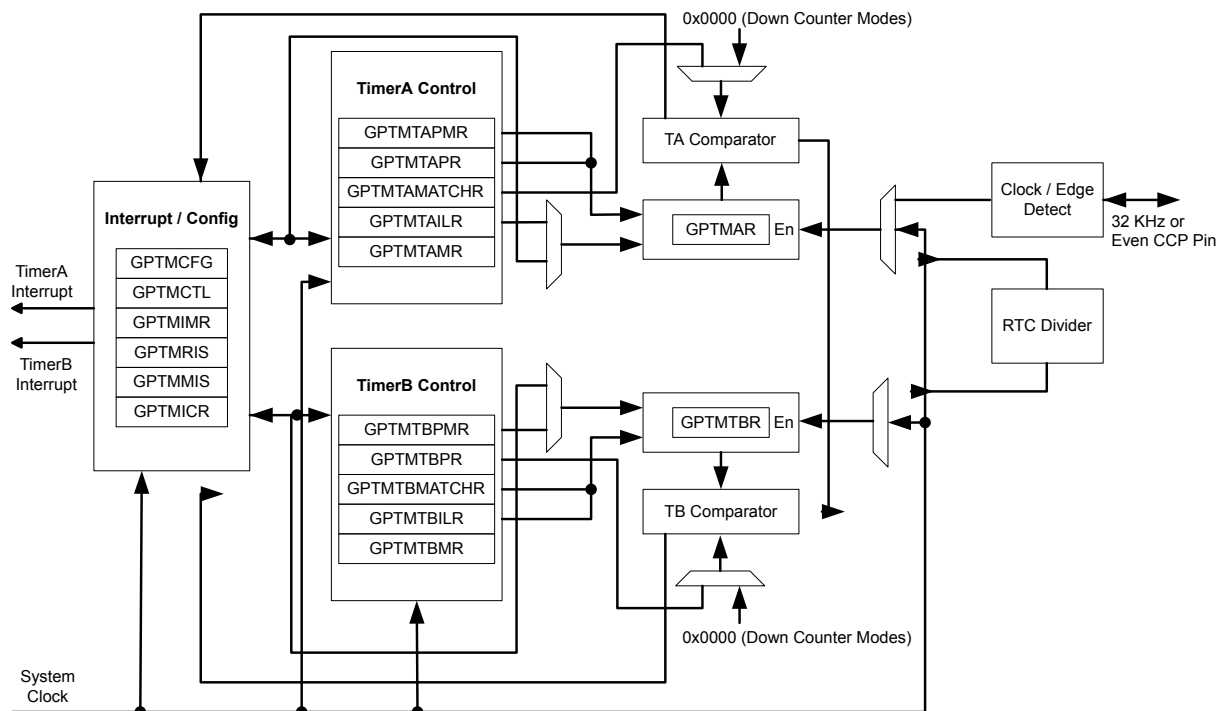 0x0000 (Down Counter Modes)
TimerA Control
GPTMTAPMR
GPTMTAPR
GPTMTAMATCHR
GPTMTAILR
GPTMTAMR
TA Comparator
GPTMAR
En
Clock / Edge
Detect
32 KHz or
Even CCP Pin
Interrupt / Config
GPTMCFG
GPTMCTL
GPTMIMR
GPTMRIS
GPTMMIS
GPTMICR
TimerA
Interrupt
TimerB
Interrupt
RTC Divider
TimerB Control
GPTMTBPMR
GPTMTBPR
GPTMTBMATCHR
GPTMTBILR
GPTMTBMR
GPTMTBR
En
TB Comparator
0x0000 (Down Counter Modes)
System
Clock